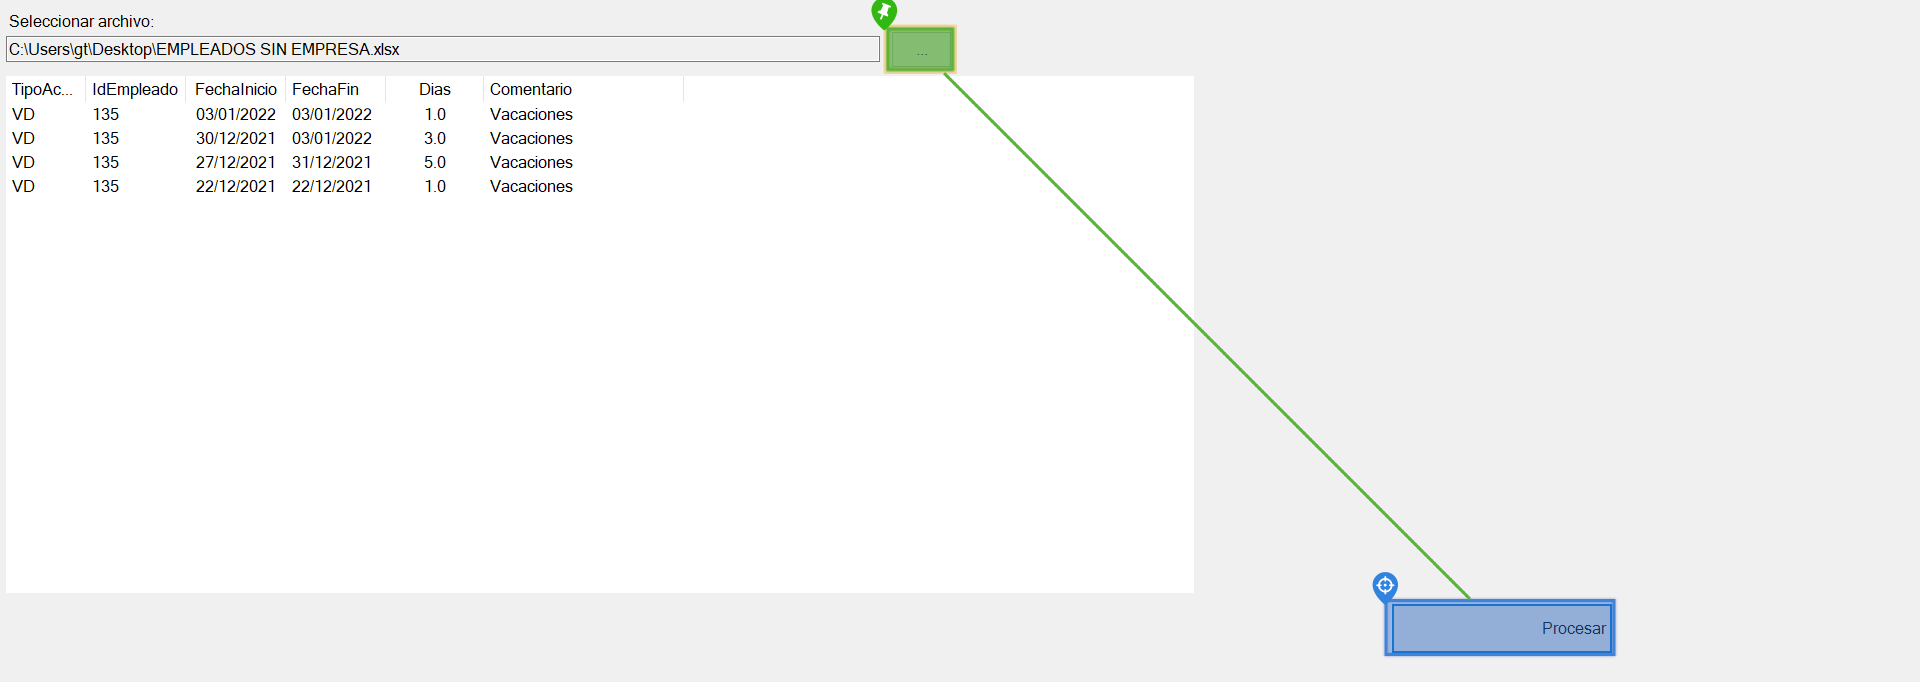 Seleccionar archivo:
C:\Users\gt\Desktop\EMPLEADOS SIN EMPRESA.xlsx
...
TipoAc... IdEmpleado FechaInicio FechaFin Dias Comentario
VD 135 03/01/2022 03/01/2022 1.0 Vacaciones
VD 135 30/12/2021 03/01/2022 3.0 Vacaciones
VD 135 27/12/2021 31/12/2021 5.0 Vacaciones
VD 135 22/12/2021 22/12/2021 1.0 Vacaciones
Procesar